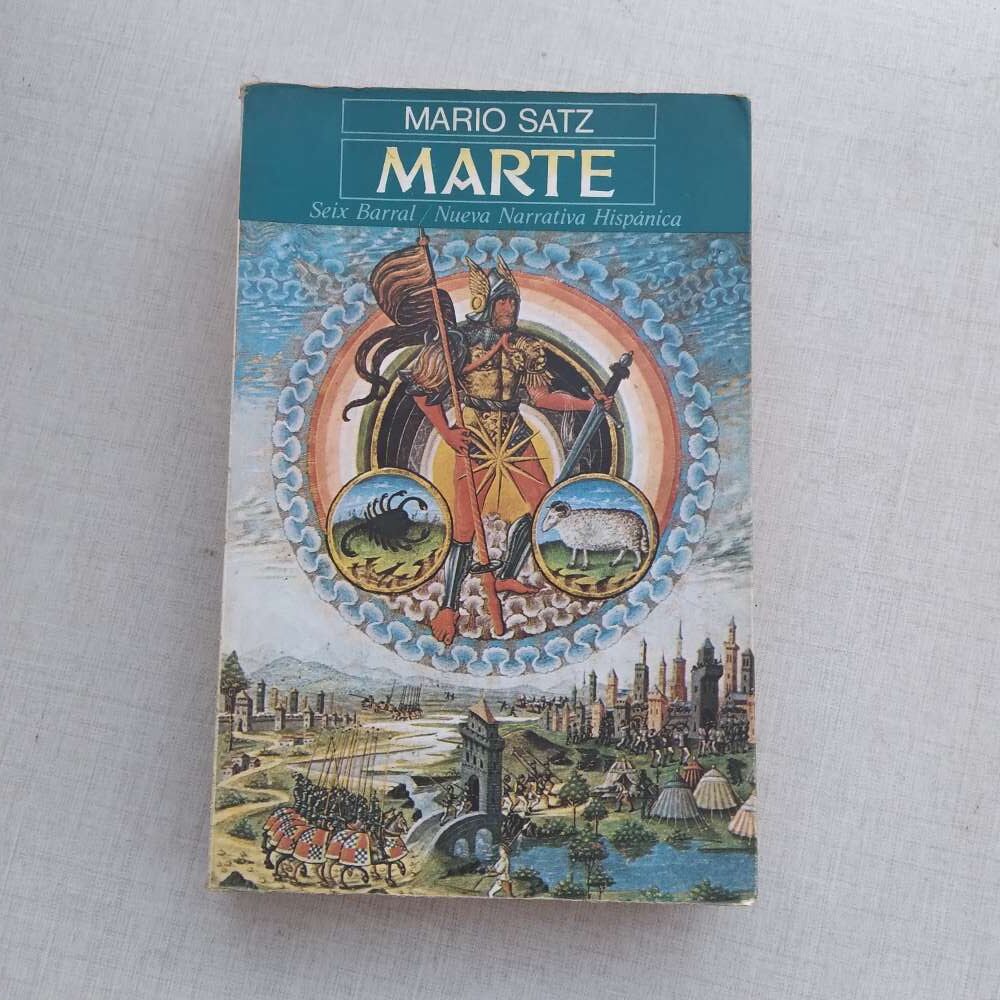 MARIO SATZ
MARTE
Seix Barral / Nueva Narrativa Hispánica